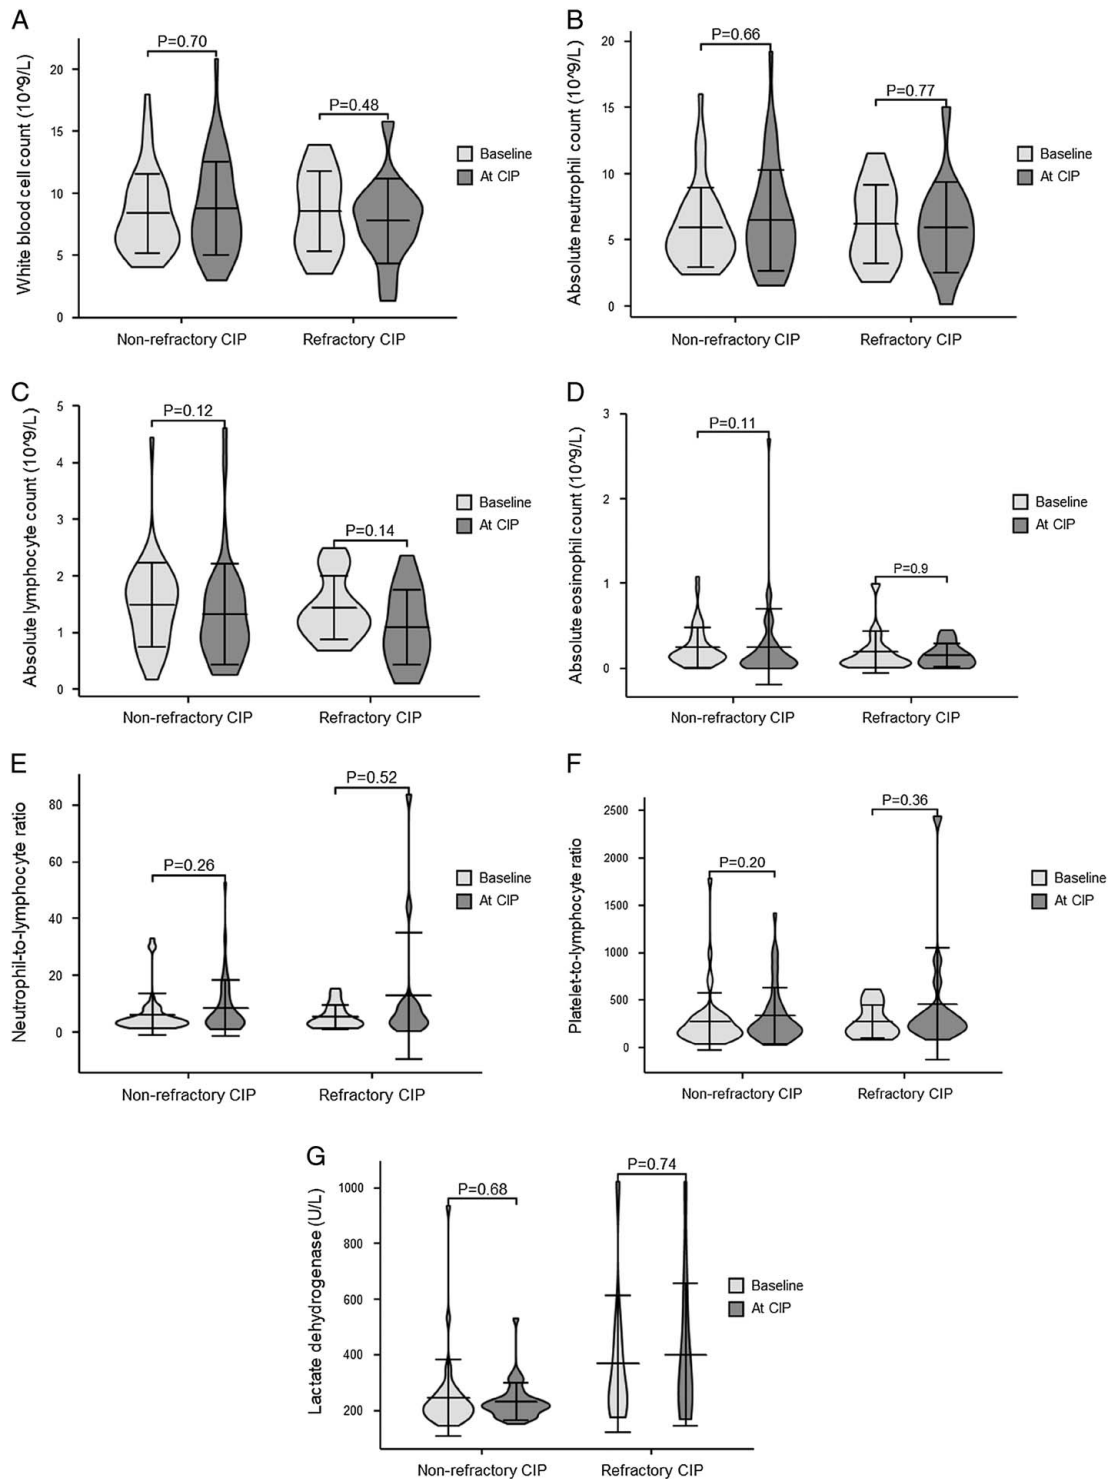 A
White blood cell count (10^9/L)
20
15
10
5
0
P=0.70
P=0.48
Non-refractory CIP
Refractory CIP
Baseline
At CIP
B
Absolute neutrophil count (10^9/L)
20
15
10
5
0
P=0.66
P=0.77
Non-refractory CIP
Refractory CIP
Baseline
At CIP
C
Absolute lymphocyte count (10^9/L)
5
4
3
2
1
0
P=0.12
P=0.14
Non-refractory CIP
Refractory CIP
Baseline
At CIP
D
Absolute eosinophil count (10^9/L)
3
2
1
0
P=0.11
P=0.9
Non-refractory CIP
Refractory CIP
Baseline
At CIP
E
Neutrophil-to-lymphocyte ratio
80
60
40
20
0
P=0.26
P=0.52
Non-refractory CIP
Refractory CIP
Baseline
At CIP
F
Platelet-to-lymphocyte ratio
2500
2000
1500
1000
500
0
P=0.20
P=0.36
Non-refractory CIP
Refractory CIP
Baseline
At CIP
G
Lactate dehydrogenase (U/L)
1000
800
600
400
200
P=0.68
P=0.74
Non-refractory CIP
Refractory CIP
Baseline
At CIP